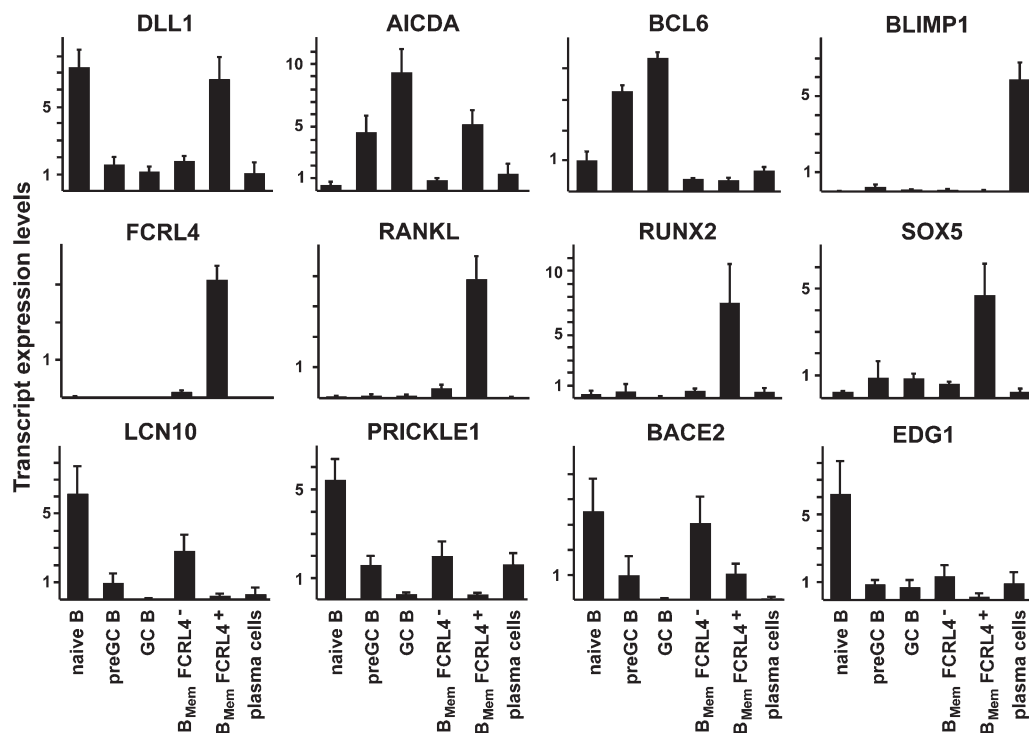 DLL1 AICDA BCL6 BLIMP1
5 1
10 5 1
1
5
Transcript expression levels
FCRL4 RANKL RUNX2 SOX5
1
1
10 5 1
5 1
LCN10 PRICKLE1 BACE2 EDG1
5 1
5 1
1
5 1
naive B
preGC B
GC B
BMem FCRL4-
BMem FCRL4+
plasma cells
naive B
preGC B
GC B
BMem FCRL4-
BMem FCRL4+
plasma cells
naive B
preGC B
GC B
BMem FCRL4-
BMem FCRL4+
plasma cells
naive B
preGC B
GC B
BMem FCRL4-
BMem FCRL4+
plasma cells